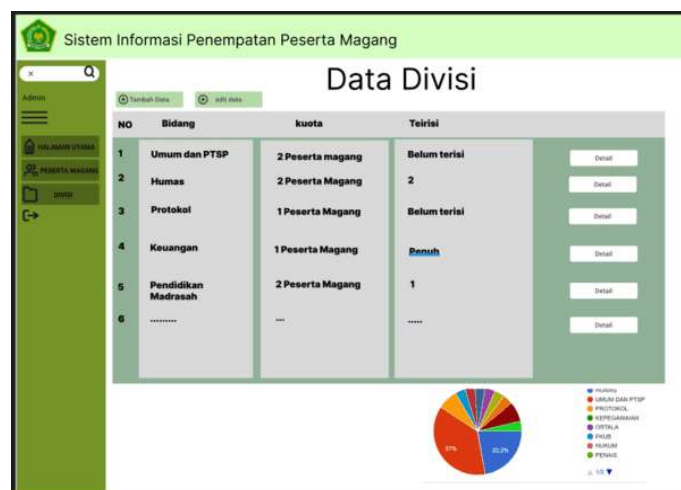 Sistem Informasi Penempatan Peserta Magang
x
Admin
Data Divisi
Tambah Data edit data
HALAMAN UTAMA
PESERTA MAGANG
DIVISI
NO Bidang kuota Teirisi
1 Umum dan PTSP 2 Peserta magang Belum terisi Detail
2 Humas 2 Peserta Magang 2 Detail
3 Protokol 1 Peserta Magang Belum terisi Detail
4 Keuangan 1 Peserta Magang Penuh Detail
5 Pendidikan Madrasah 2 Peserta Magang 1 Detail
6 ......... ... ..... Detail
37% 22,2%
HUMAS
UMUM DAN PTSP
PROTOKOL
KEPEGAWAIAN
ORTALA
FKUB
HUKUM
PENAIS
1/2